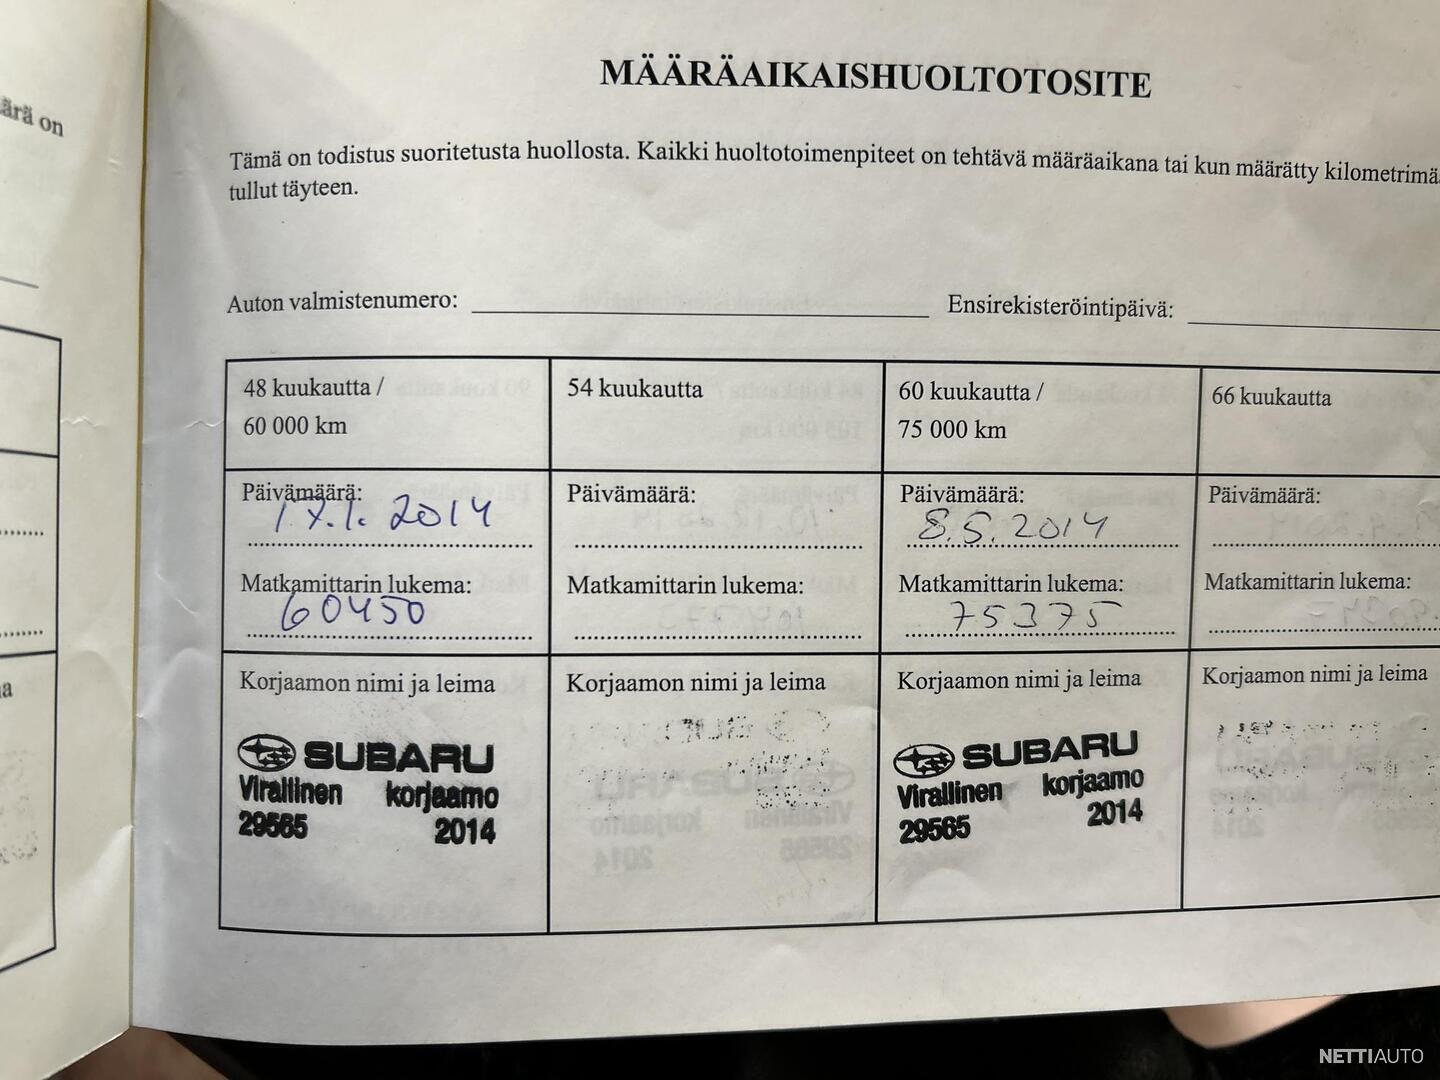 ärä on
MÄÄRÄAIKAISHUOLTOTOSITE
Tämä on todistus suoritetusta huollosta. Kaikki huoltotoimenpiteet on tehtävä määräaikana tai kun määrätty kilometrimä
tullut täyteen.
Auton valmistenumero: Ensirekisteröintipäivä:
48 kuukautta /
60 000 km
54 kuukautta
60 kuukautta /
75 000 km
66 kuukautta
Päivämäärä:
17.1. 2014
Päivämäärä:
Päivämäärä:
8.5.2014
Päivämäärä:
Matkamittarin lukema:
60450
Matkamittarin lukema:
Matkamittarin lukema:
75375
Matkamittarin lukema:
Korjaamon nimi ja leima
SUBARU
Virallinen korjaamo
29565 2014
Korjaamon nimi ja leima
Korjaamon nimi ja leima
SUBARU
Virallinen korjaamo
29565 2014
Korjaamon nimi ja leima
NETTIAUTO